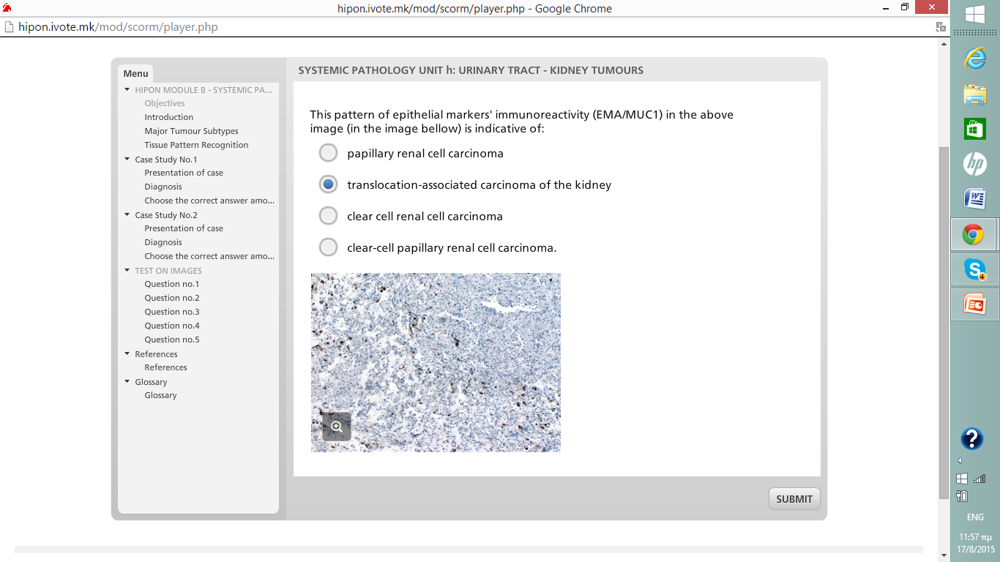 hipon.ivote.mk/mod/scorm/player.php - Google Chrome
hipon.ivote.mk/mod/scorm/player.php
Menu
HIPON MODULE B - SYSTEMIC PA...
Objectives
Introduction
Major Tumour Subtypes
Tissue Pattern Recognition
Case Study No.1
Presentation of case
Diagnosis
Choose the correct answer amo...
Case Study No.2
Presentation of case
Diagnosis
Choose the correct answer amo...
TEST ON IMAGES
Question no.1
Question no.2
Question no.3
Question no.4
Question no.5
References
References
Glossary
Glossary
SYSTEMIC PATHOLOGY UNIT h: URINARY TRACT - KIDNEY TUMOURS
This pattern of epithelial markers' immunoreactivity (EMA/MUC1) in the above
image (in the image bellow) is indicative of:
papillary renal cell carcinoma
translocation-associated carcinoma of the kidney
clear cell renal cell carcinoma
clear-cell papillary renal cell carcinoma.
SUBMIT
hp
4
ENG
11:57 πμ
17/8/2015